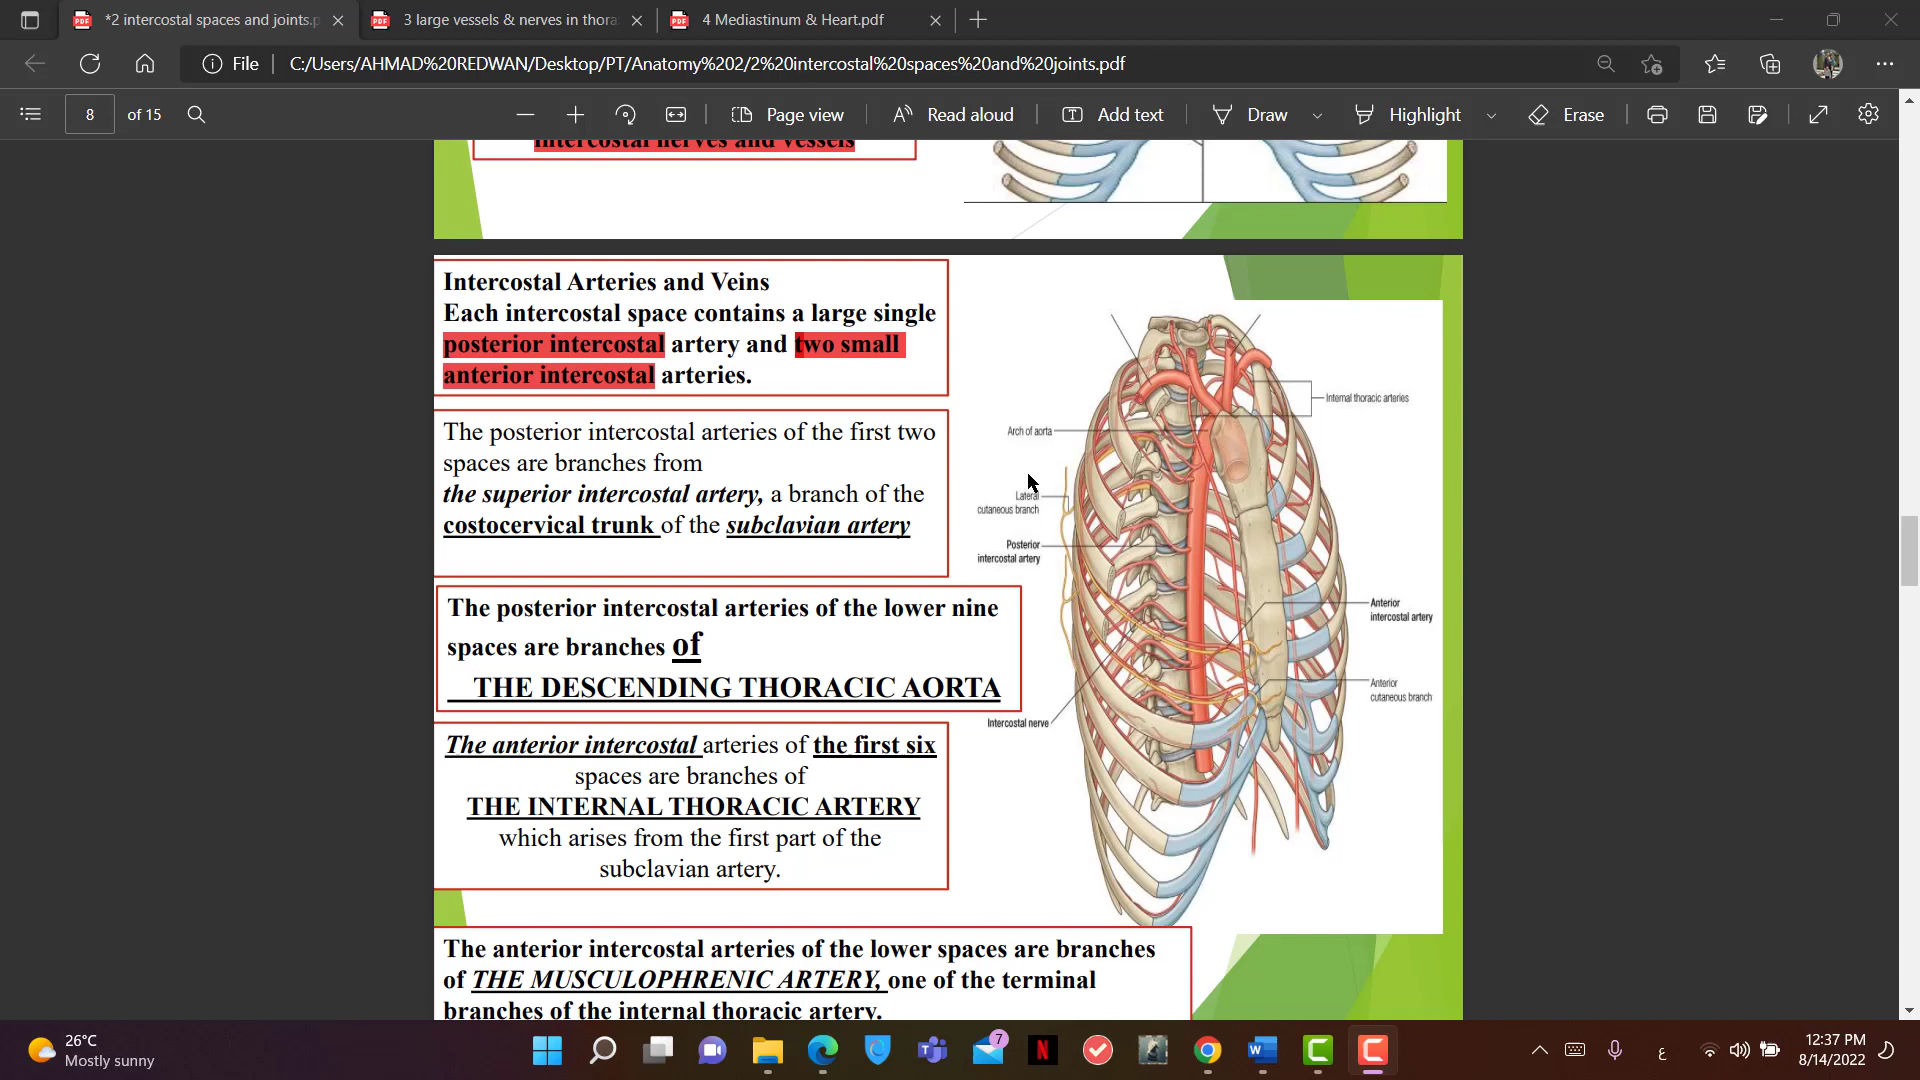 *2 intercostal spaces and joints.p
3 large vessels & nerves in thora
4 Mediastinum & Heart.pdf
File
C:/Users/AHMAD%20REDWAN/Desktop/PT/Anatomy%202/2%20intercostal%20spaces%20and%20joints.pdf
8 of 15
Page view
Read aloud
Add text
Draw
Highlight
Erase
intercostal nerves and vessels
Intercostal Arteries and Veins
Each intercostal space contains a large single
posterior intercostal artery and two small
anterior intercostal arteries.
The posterior intercostal arteries of the first two
spaces are branches from
the superior intercostal artery, a branch of the
costocervical trunk of the subclavian artery
The posterior intercostal arteries of the lower nine
spaces are branches of
THE DESCENDING THORACIC AORTA
The anterior intercostal arteries of the first six
spaces are branches of
THE INTERNAL THORACIC ARTERY
which arises from the first part of the
subclavian artery.
The anterior intercostal arteries of the lower spaces are branches
of THE MUSCULOPHRENIC ARTERY, one of the terminal
branches of the internal thoracic artery.
Internal thoracic arteries
Arch of aorta
Lateral
cutaneous branch
Posterior
intercostal artery
Anterior
intercostal artery
Anterior
cutaneous branch
Intercostal nerve
26°C
Mostly sunny
7
ع
12:37 PM
8/14/2022